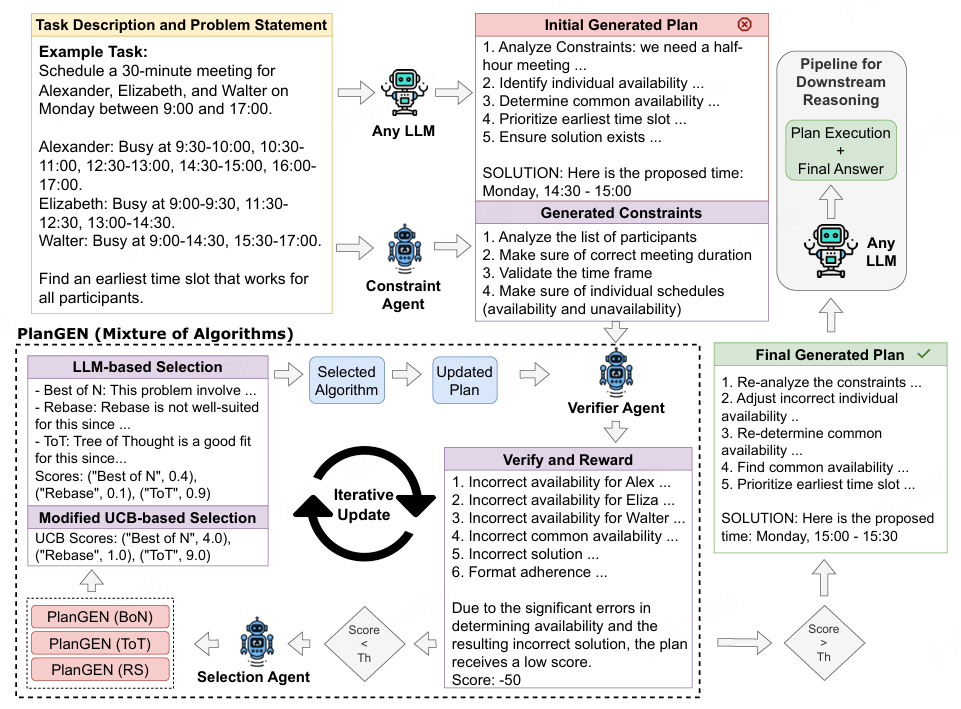 Task Description and Problem Statement
Example Task:
Schedule a 30-minute meeting for
Alexander, Elizabeth, and Walter on
Monday between 9:00 and 17:00.
Alexander: Busy at 9:30-10:00, 10:30-
11:00, 12:30-13:00, 14:30-15:00, 16:00-
17:00.
Elizabeth: Busy at 9:00-9:30, 11:30-
12:30, 13:00-14:30.
Walter: Busy at 9:00-14:30, 15:30-17:00.
Find an earliest time slot that works for
all participants.
Any LLM
Constraint
Agent
Initial Generated Plan
1. Analyze Constraints: we need a half-
hour meeting ...
2. Identify individual availability ...
3. Determine common availability ...
4. Prioritize earliest time slot ...
5. Ensure solution exists ...
SOLUTION: Here is the proposed time:
Monday, 14:30 - 15:00
Generated Constraints
1. Analyze the list of participants
2. Make sure of correct meeting duration
3. Validate the time frame
4. Make sure of individual schedules
(availability and unavailability)
Pipeline for
Downstream
Reasoning
Plan Execution
+
Final Answer
Any
LLM
PlanGEN (Mixture of Algorithms)
LLM-based Selection
- Best of N: This problem involve ...
- Rebase: Rebase is not well-suited
for this since ...
- ToT: Tree of Thought is a good fit
for this since...
Scores: ("Best of N", 0.4),
("Rebase", 0.1), ("ToT", 0.9)
Modified UCB-based Selection
UCB Scores: ("Best of N", 4.0),
("Rebase", 1.0), ("ToT", 9.0)
Selected
Algorithm
Updated
Plan
Verifier Agent
Iterative
Update
Verify and Reward
1. Incorrect availability for Alex ...
2. Incorrect availability for Eliza ...
3. Incorrect availability for Walter ...
4. Incorrect common availability ...
5. Incorrect solution ...
6. Format adherence ...
Due to the significant errors in
determining availability and the
resulting incorrect solution, the plan
receives a low score.
Score: -50
PlanGEN (BoN)
PlanGEN (ToT)
PlanGEN (RS)
Selection Agent
Score
<
Th
Score
>
Th
Final Generated Plan
1. Re-analyze the constraints ...
2. Adjust incorrect individual
availability ..
3. Re-determine common
availability ...
4. Find common availability ...
5. Prioritize earliest time slot ...
SOLUTION: Here is the proposed
time: Monday, 15:00 - 15:30